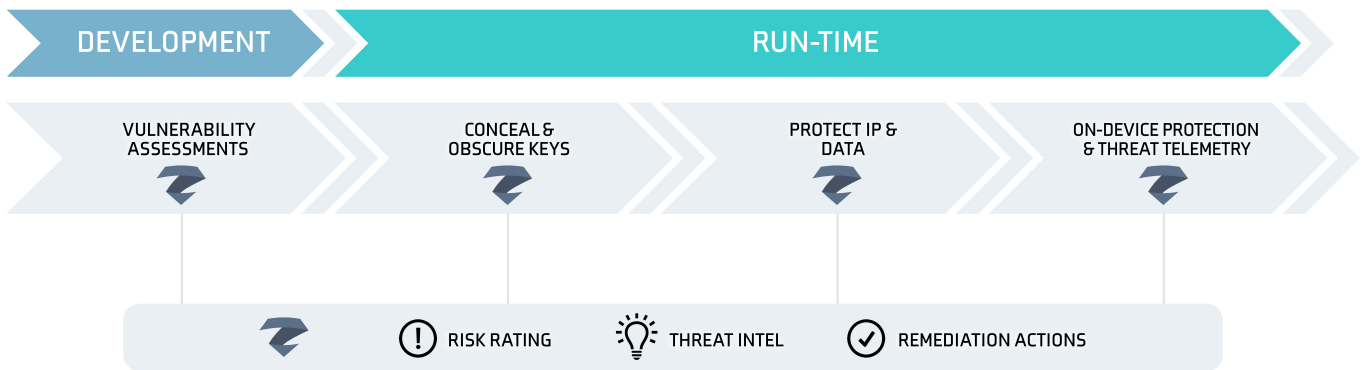 DEVELOPMENT
RUN-TIME
VULNERABILITY
ASSESSMENTS
CONCEAL &
OBSCURE KEYS
PROTECT IP &
DATA
ON-DEVICE PROTECTION
& THREAT TELEMETRY
RISK RATING
THREAT INTEL
REMEDIATION ACTIONS